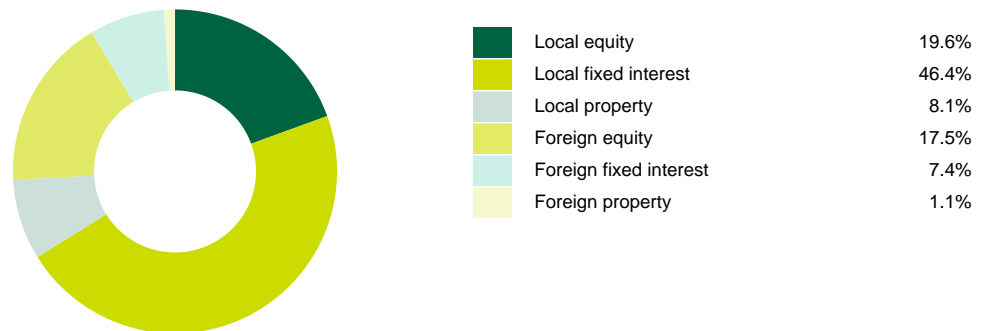 Local equity 19.6%
Local fixed interest 46.4%
Local property 8.1%
Foreign equity 17.5%
Foreign fixed interest 7.4%
Foreign property 1.1%